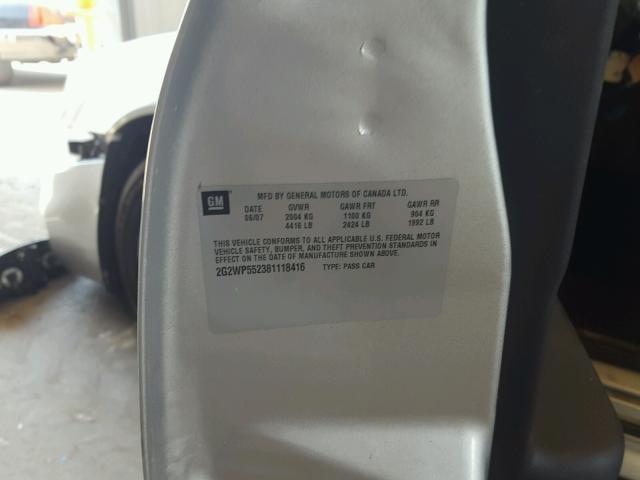 GM
MFD BY GENERAL MOTORS OF CANADA LTD.
DATE GVWR GAWR FRT GAWR RR
06/07 2004 KG 1100 KG 904 KG
4416 LB 2424 LB 1992 LB
THIS VEHICLE CONFORMS TO ALL APPLICABLE U.S. FEDERAL MOTOR
VEHICLE SAFETY, BUMPER, AND THEFT PREVENTION STANDARDS IN
EFFECT ON THE DATE OF MANUFACTURE SHOWN ABOVE.
2G2WP552381118416 TYPE: PASS CAR